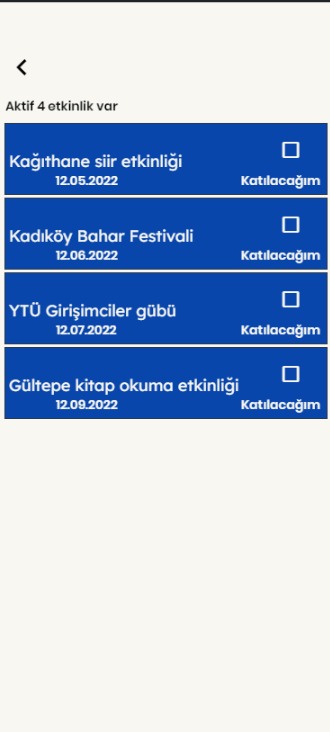 Aktif 4 etkinlik var
Kağıthane siir etkinliği
12.05.2022
Katılacağım
Kadıköy Bahar Festivali
12.06.2022
Katılacağım
YTÜ Girişimciler gübü
12.07.2022
Katılacağım
Gültepe kitap okuma etkinliği
12.09.2022
Katılacağım